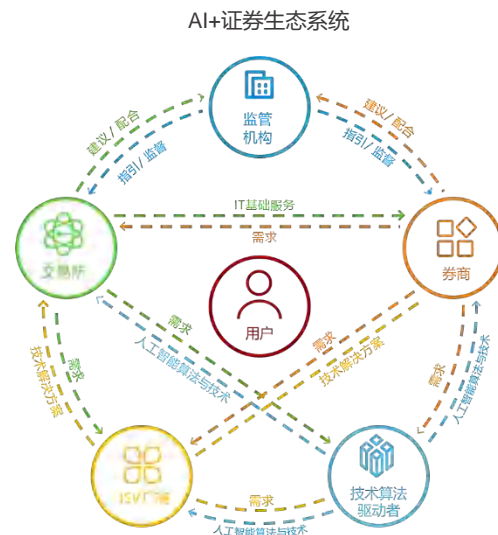 AI+证券生态系统
监管
机构
建议/配合
指引/监督
建议/配合
指引/监督
IT基础服务
需求
交易所
券商
用户
需求
人工智能算法与技术
需求
技术解决方案
需求
技术解决方案
需求
人工智能算法与技术
ISV厂商
需求
人工智能算法与技术
技术算法
驱动者